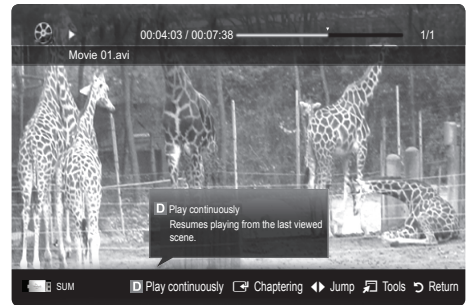 00:04:03 / 00:07:38 1/1
Movie 01.avi
D Play continuously
Resumes playing from the last viewed
scene.
SUM D Play continuously Chaptering Jump Tools Return